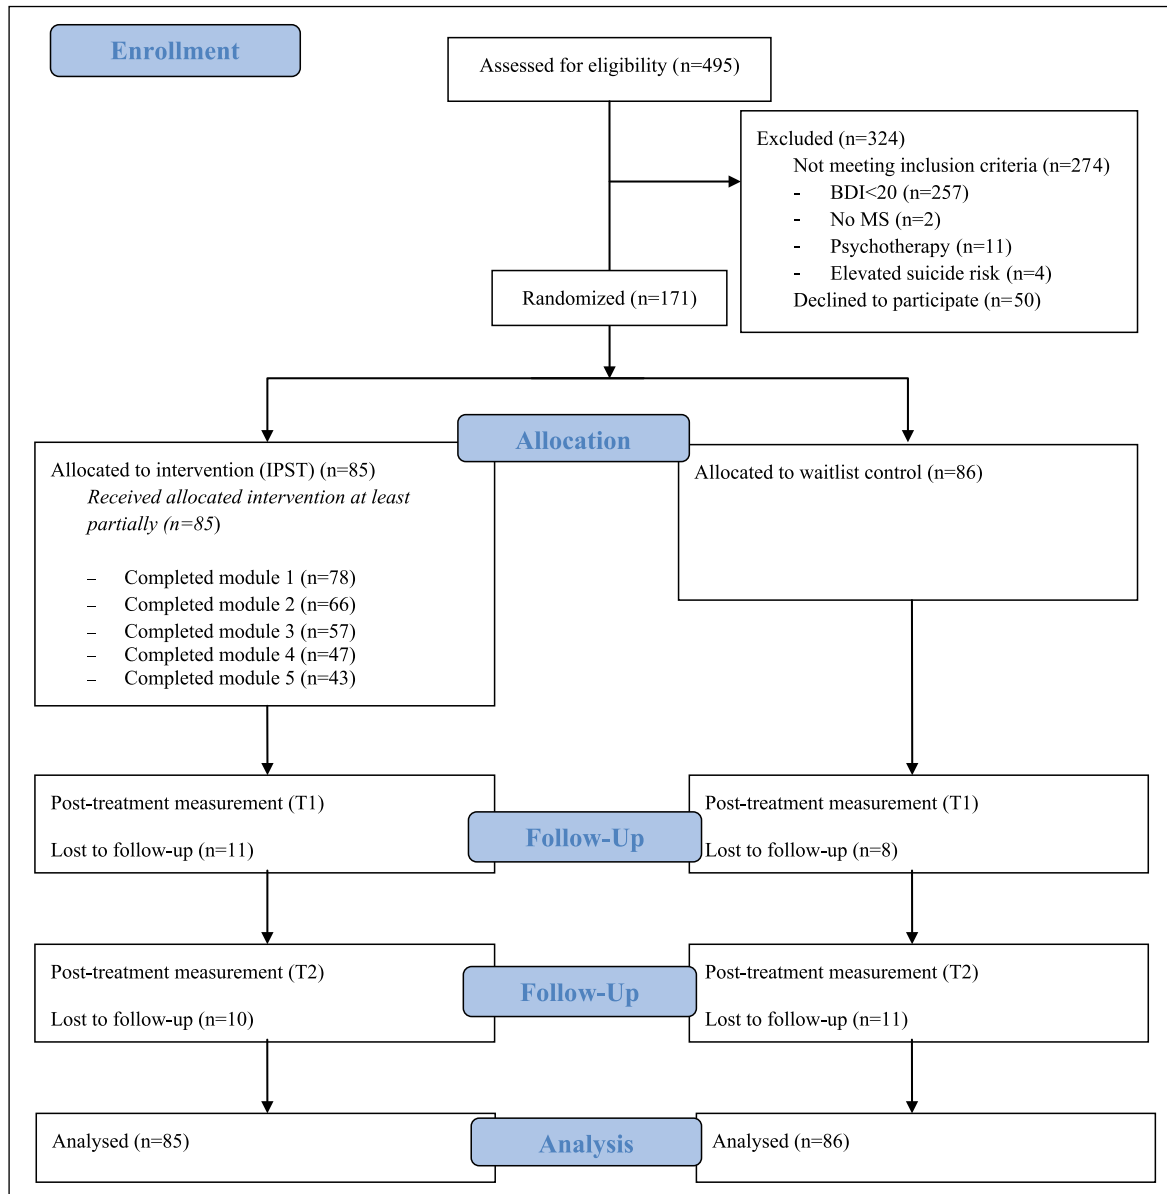 Enrollment
Assessed for eligibility (n=495)
Excluded (n=324)
Not meeting inclusion criteria (n=274)
- BDI<20 (n=257)
- No MS (n=2)
- Psychotherapy (n=11)
- Elevated suicide risk (n=4)
Declined to participate (n=50)
Randomized (n=171)
Allocation
Allocated to intervention (IPST) (n=85)
Received allocated intervention at least
partially (n=85)
– Completed module 1 (n=78)
– Completed module 2 (n=66)
– Completed module 3 (n=57)
– Completed module 4 (n=47)
– Completed module 5 (n=43)
Allocated to waitlist control (n=86)
Post-treatment measurement (T1)
Lost to follow-up (n=11)
Follow-Up
Post-treatment measurement (T1)
Lost to follow-up (n=8)
Post-treatment measurement (T2)
Lost to follow-up (n=10)
Follow-Up
Post-treatment measurement (T2)
Lost to follow-up (n=11)
Analysed (n=85)
Analysis
Analysed (n=86)